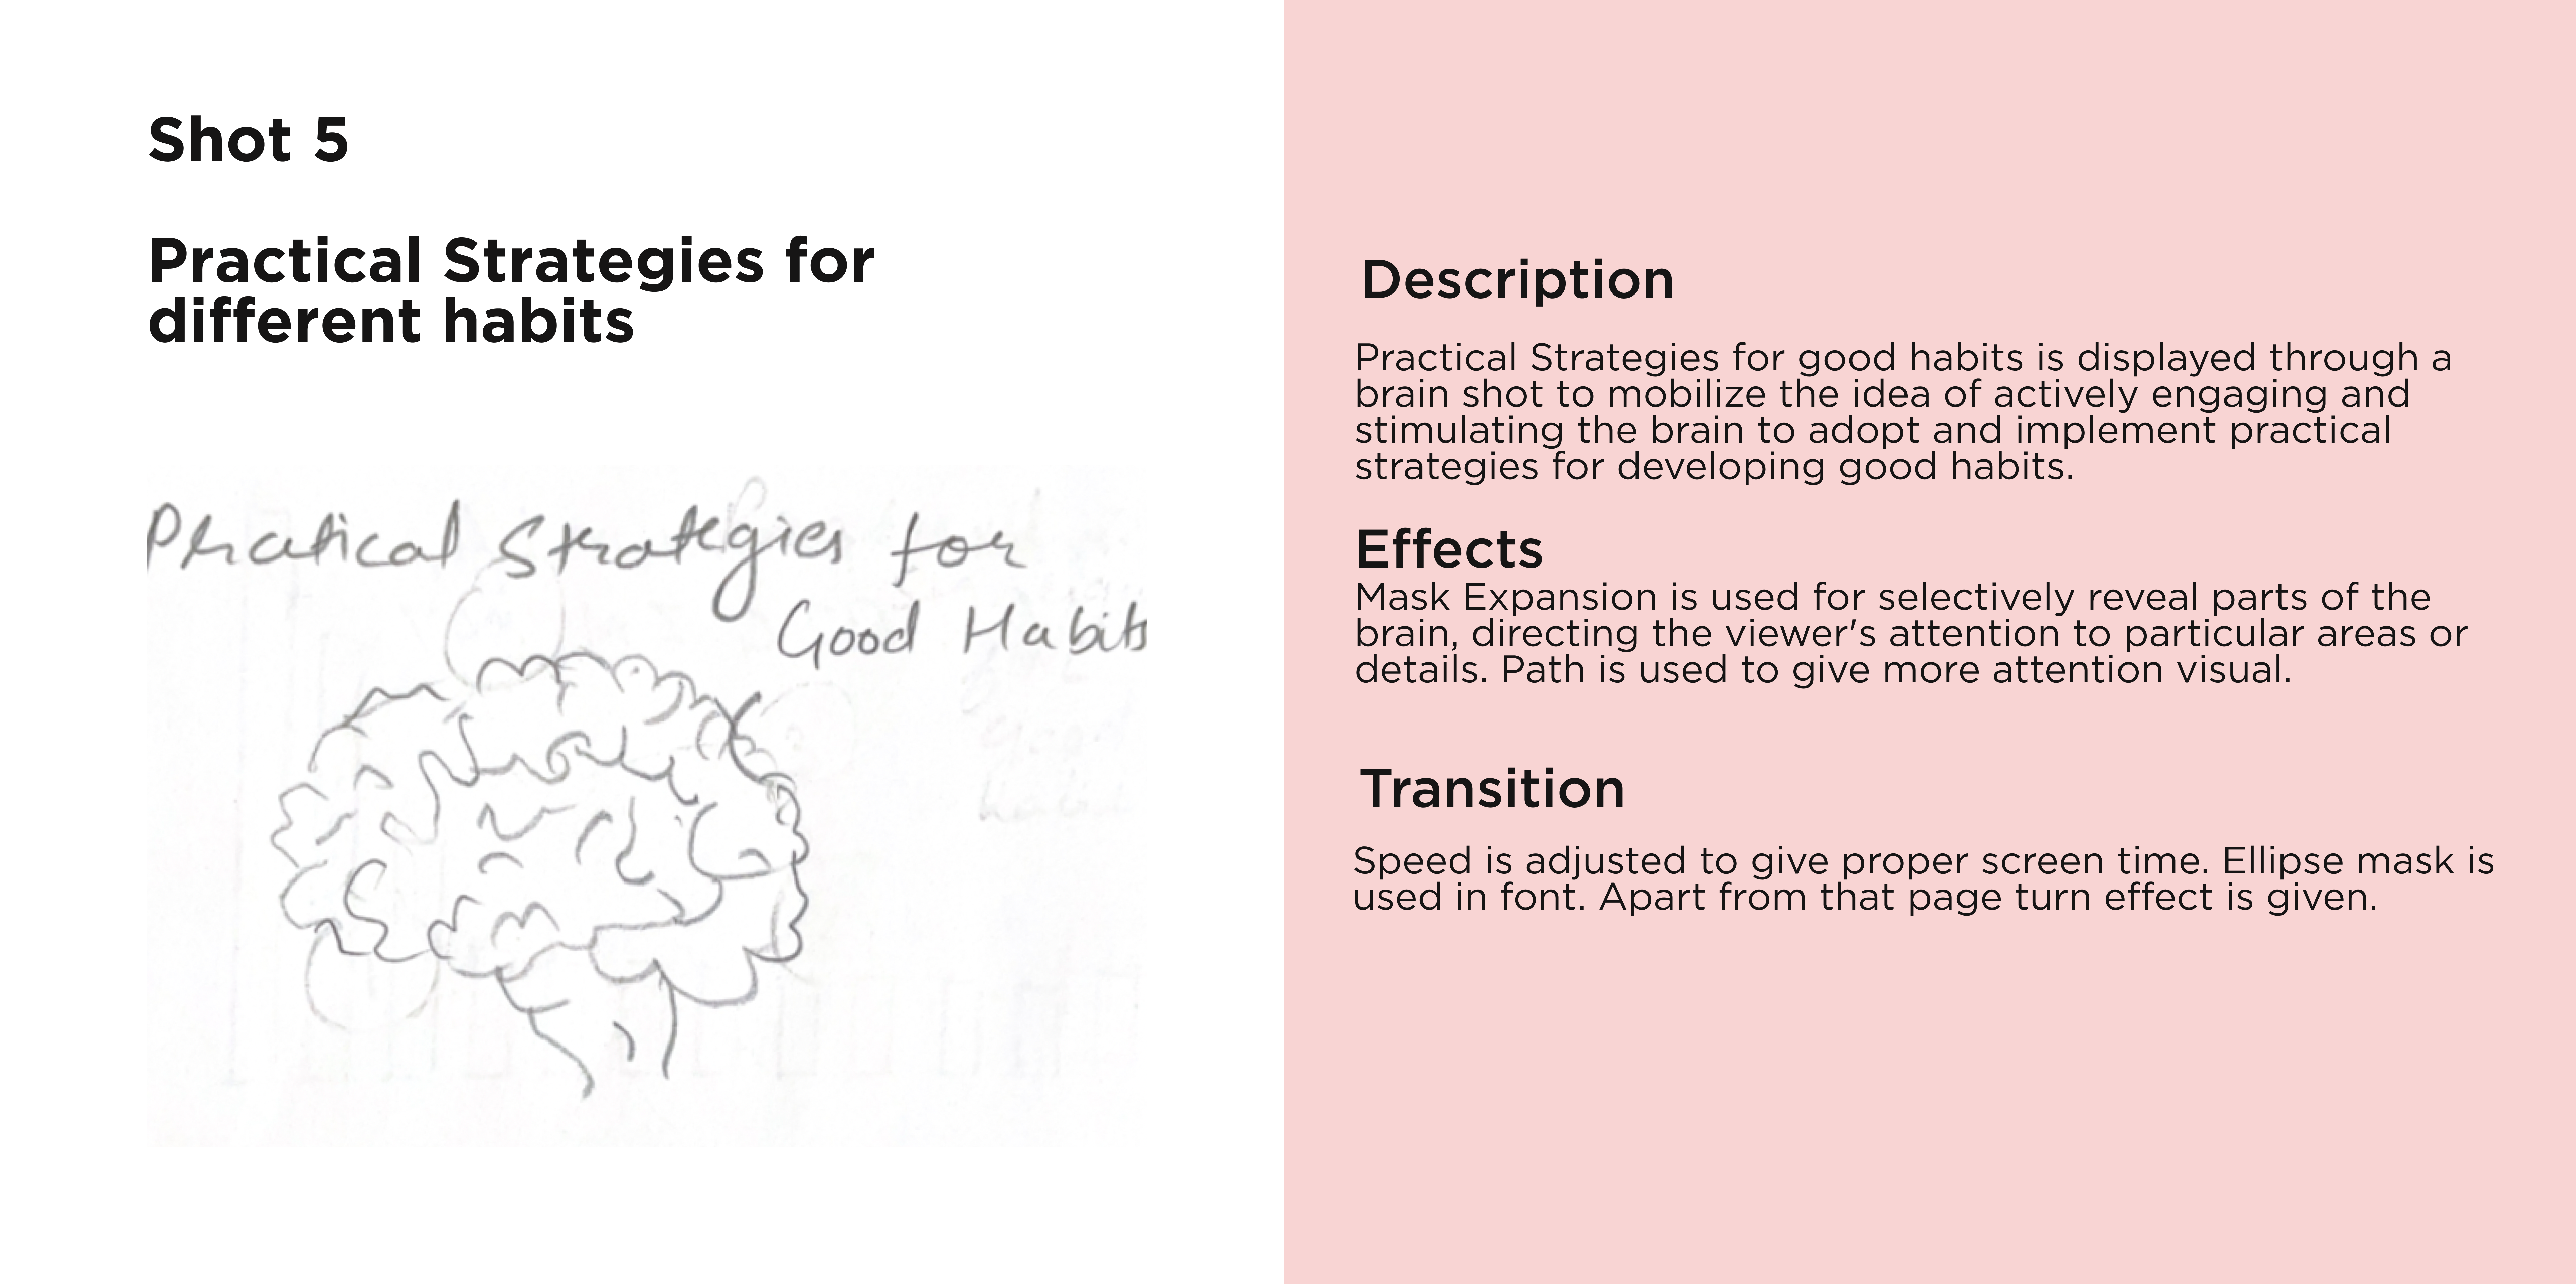 Shot 5
Practical Strategies for
different habits
Phatical Strategies for
Good Habits
Description
Practical Strategies for good habits is displayed through a
brain shot to mobilize the idea of actively engaging and
stimulating the brain to adopt and implement practical
strategies for developing good habits.
Effects
Mask Expansion is used for selectively reveal parts of the
brain, directing the viewer's attention to particular areas or
details. Path is used to give more attention visual.
Transition
Speed is adjusted to give proper screen time. Ellipse mask is
used in font. Apart from that page turn effect is given.